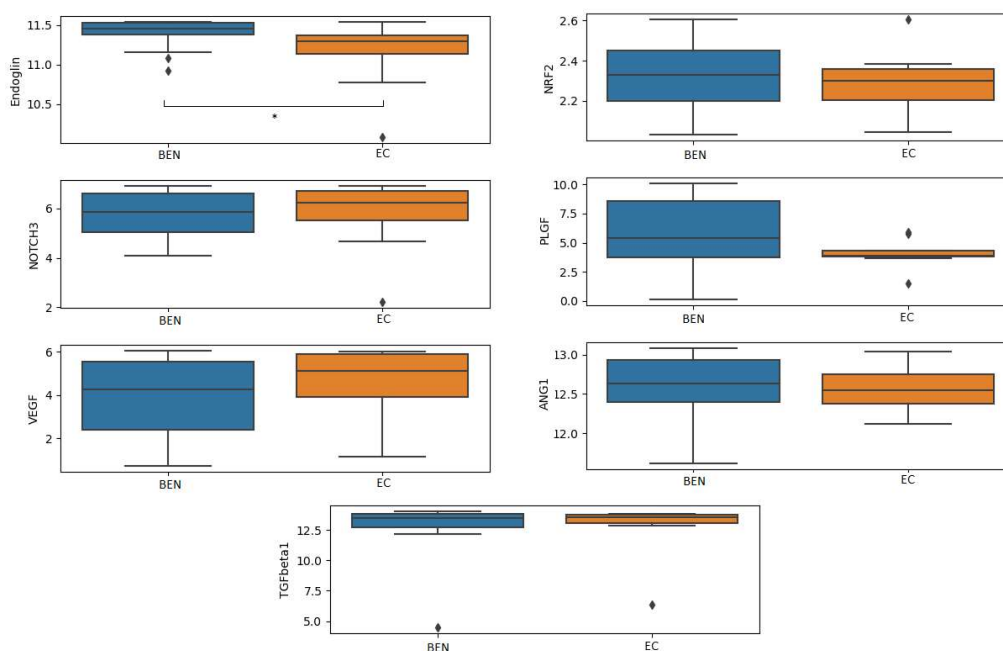 Endoglin
11.5
11.0
10.5
*
BEN EC
NRF2
2.6
2.4
2.2
BEN EC
NOTCH3
6
4
2
BEN EC
PLGF
10.0
7.5
5.0
2.5
0.0
BEN EC
VEGF
6
4
2
BEN EC
ANG1
13.0
12.5
12.0
BEN EC
TGFbeta1
12.5
10.0
7.5
5.0
BEN EC